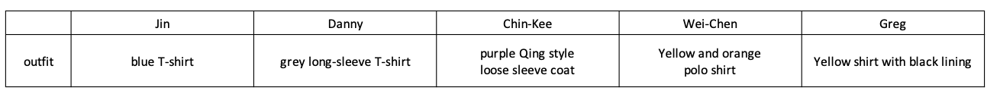 Jin Danny Chin-Kee Wei-Chen Greg
outfit blue T-shirt grey long-sleeve T-shirt purple Qing style loose sleeve coat Yellow and orange polo shirt Yellow shirt with black lining